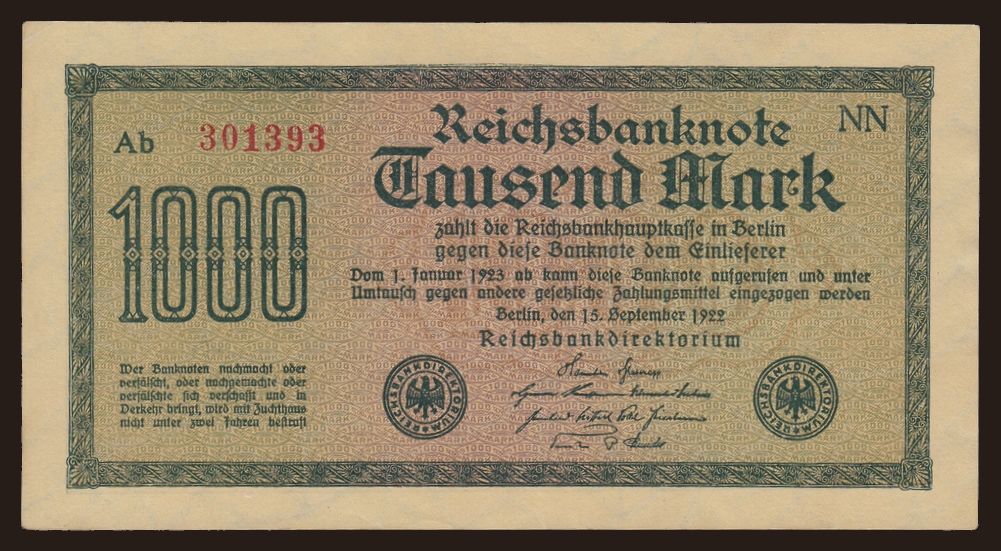 Reichsbanknote
NN
Ab 301393
Tausend Mark
1000
zahlt die Reichsbankhauptkasse in Berlin
gegen diese Banknote dem Einlieferer
Vom 1. Januar 1923 ab kann diese Banknote aufgerufen und unter
Umtausch gegen andere gesetzliche Zahlungsmittel eingezogen werden
Berlin, den 15. September 1922
Reichsbankdirektorium
Wer Banknoten nachmacht oder
verfälscht, oder nachgemachte oder
verfälschte sich verschafft und in
Verkehr bringt, wird mit Zuchthaus
nicht unter zwei Jahren bestraft
REICHSBANKDIREKTORIUM
REICHSBANKDIREKTORIUM